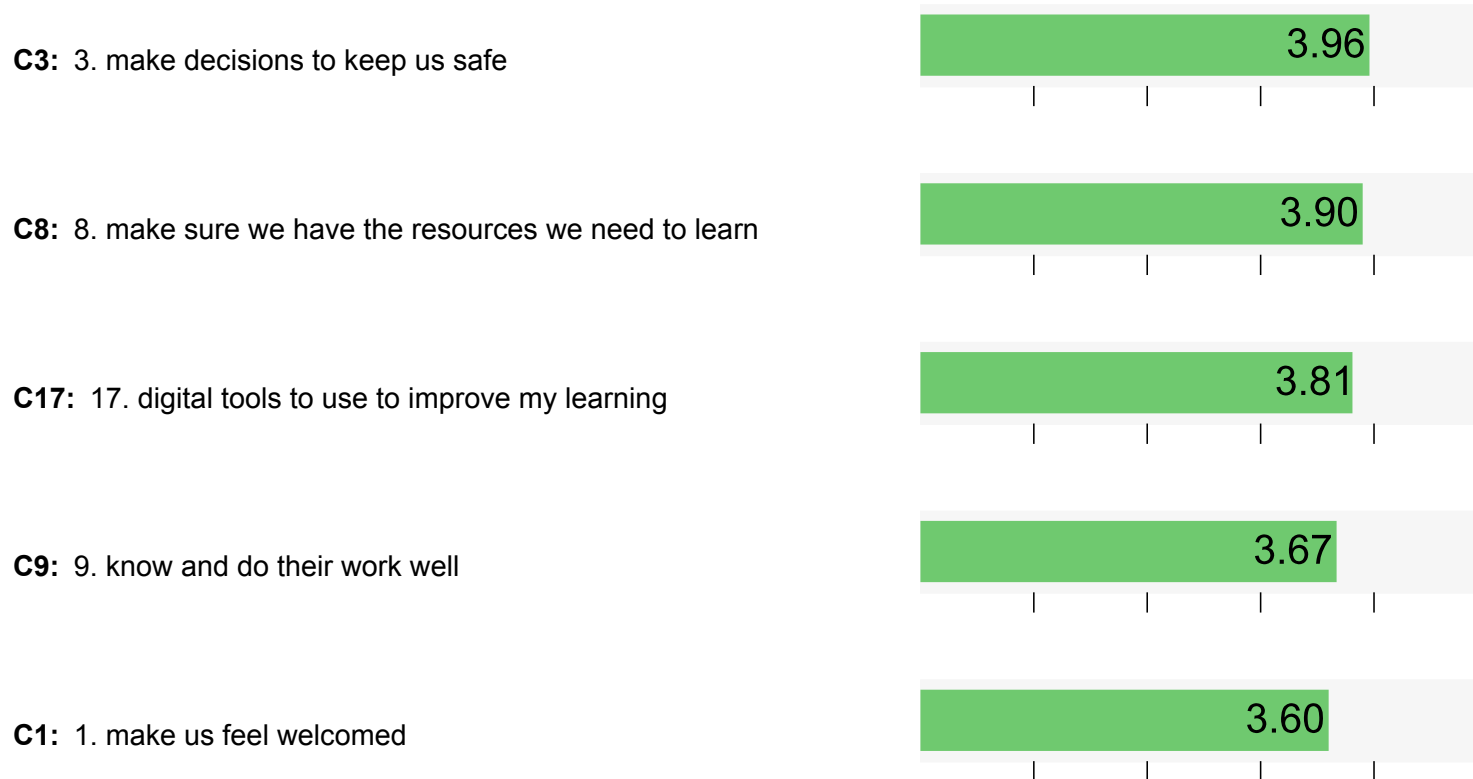 C3: 3. make decisions to keep us safe 3.96
C8: 8. make sure we have the resources we need to learn 3.90
C17: 17. digital tools to use to improve my learning 3.81
C9: 9. know and do their work well 3.67
C1: 1. make us feel welcomed 3.60